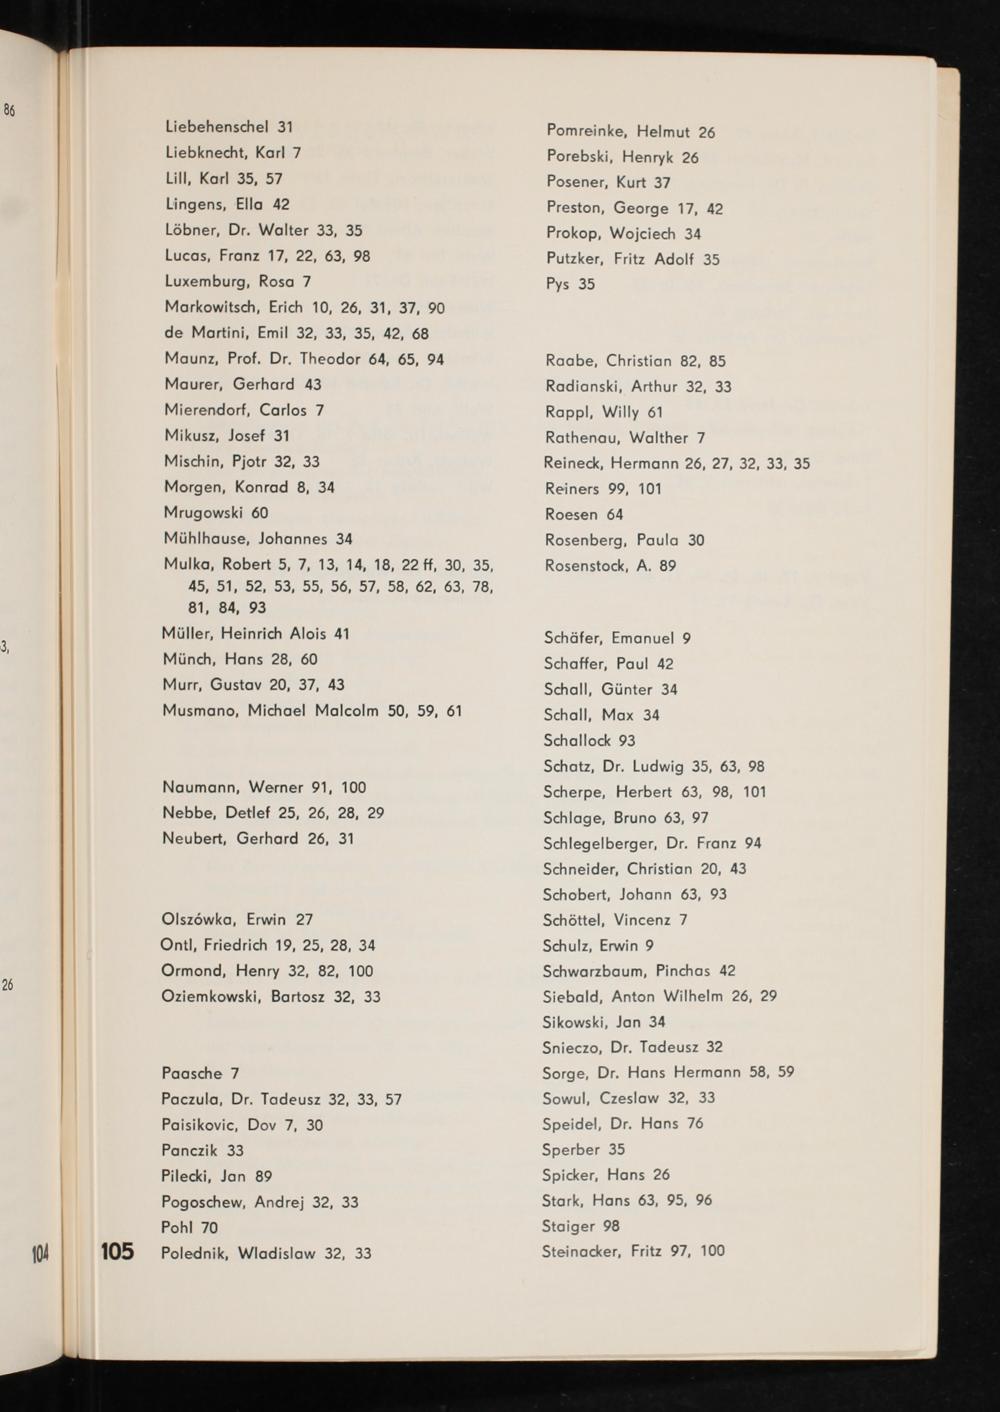 86
3,
26
104
Liebehenschel 31
Liebknecht, Karl 7
Lill, Karl 35, 57
Lingens, Ella 42
Löbner, Dr. Walter 33, 35
Lucas, Franz 17, 22, 63, 98
Luxemburg, Rosa 7
Markowitsch, Erich 10, 26, 31, 37, 90
de Martini, Emil 32, 33, 35, 42, 68
Maunz, Prof. Dr. Theodor 64, 65, 94
Maurer, Gerhard 43
Mierendorf, Carlos 7
Mikusz, Josef 31
Mischin, Pjotr 32, 33
Morgen, Konrad 8, 34
Mrugowski 60
Mühlhause, Johannes 34
Mulka, Robert 5, 7, 13, 14, 18, 22 ff, 30, 35,
45, 51, 52, 53, 55, 56, 57, 58, 62, 63, 78,
81, 84, 93
Müller, Heinrich Alois 41
Münch, Hans 28, 60
Murr, Gustav 20, 37, 43
Musmano, Michael Malcolm 50, 59, 61
Naumann, Werner 91, 100
Nebbe, Detlef 25, 26, 28, 29
Neubert, Gerhard 26, 31
Olszówka, Erwin 27
Ontl, Friedrich 19, 25, 28, 34
Ormond, Henry 32, 82, 100
Oziemkowski, Bartosz 32, 33
Paasche 7
Paczula, Dr. Tadeusz 32, 33, 57
Paisikovic, Dov 7, 30
Panczik 33
Pilecki, Jan 89
Pogoschew, Andrej 32, 33
Pohl 70
Polednik, Wladislaw 32, 33
105
Pomreinke, Helmut 26
Porebski, Henryk 26
Posener, Kurt 37
Preston, George 17, 42
Prokop, Wojciech 34
Putzker, Fritz Adolf 35
Pys 35
Raabe, Christian 82, 85
Radianski, Arthur 32, 33
Rappl, Willy 61
Rathenau, Walther 7
Reineck, Hermann 26, 27, 32, 33, 35
Reiners 99, 101
Roesen 64
Rosenberg, Paula 30
Rosenstock, A. 89
Schäfer, Emanuel 9
Schaffer, Paul 42
Schall, Günter 34
Schall, Max 34
Schallock 93
Schatz, Dr. Ludwig 35, 63, 98
Scherpe, Herbert 63, 98, 101
Schlage, Bruno 63, 97
Schlegelberger, Dr. Franz 94
Schneider, Christian 20, 43
Schobert, Johann 63, 93
Schöttel, Vincenz 7
Schulz, Erwin 9
Schwarzbaum, Pinchas 42
Siebald, Anton Wilhelm 26, 29
Sikowski, Jan 34
Snieczo, Dr. Tadeusz 32
Sorge, Dr. Hans Hermann 58, 59
Sowul, Czeslaw 32, 33
Speidel, Dr. Hans 76
Sperber 35
Spicker, Hans 26
Stark, Hans 63, 95, 96
Staiger 98
Steinacker, Fritz 97, 100